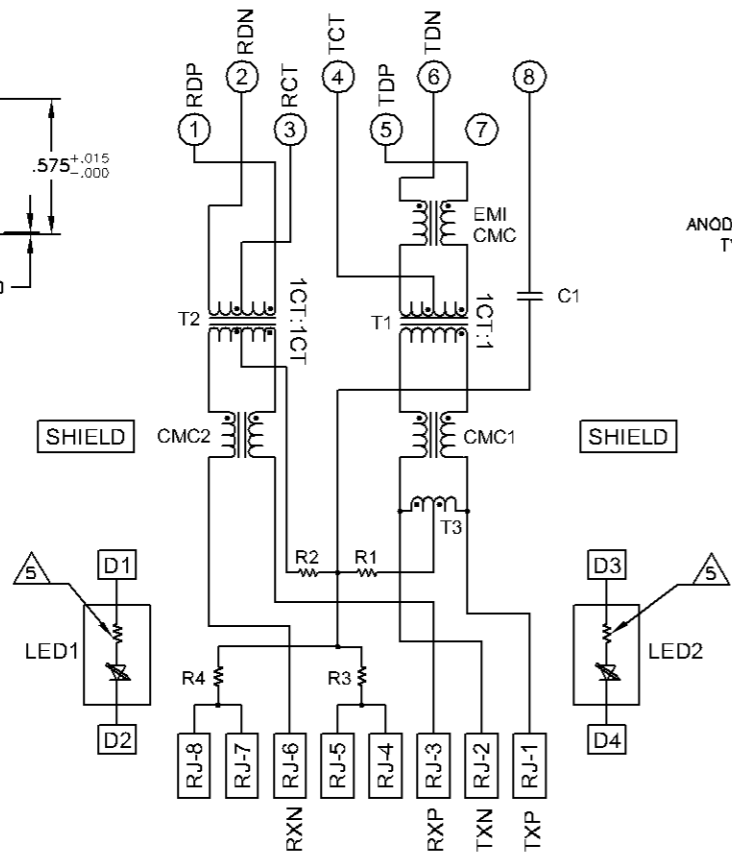 RDN
TCT
TDN
2
4
6
8
RDP
RCT
TDP
1
3
5
7
.575 +.015 -.000
EMI
CMC
ANOD
T
C1
T2
1CT:1CT
T1
1CT:1
SHIELD
CMC2
CMC1
SHIELD
T3
R2
R1
5
D1
D3
5
LED1
LED2
R4
R3
D2
D4
RJ-8
RJ-7
RJ-6
RJ-5
RJ-4
RJ-3
RJ-2
RJ-1
RXN
RXP
TXN
TXP